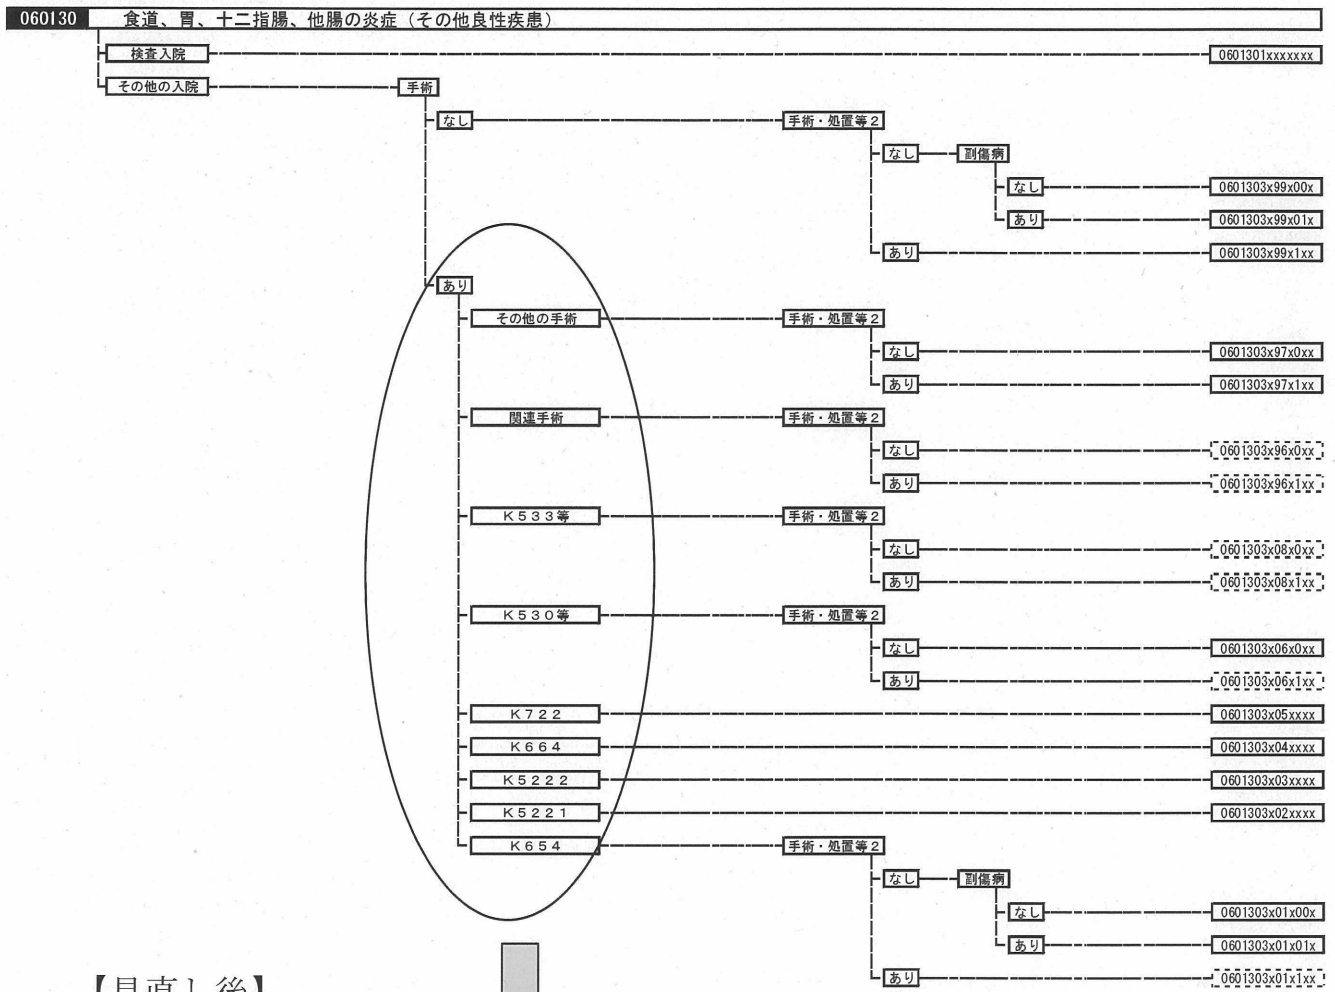 060130 食道、胃、十二指腸、他腸の炎症（その他良性疾患）
検査入院 0601301xxxxxxx
その他の入院 手術
なし 手術・処置等2
なし 副傷病
なし 0601303x99x00x
あり 0601303x99x01x
あり 0601303x99x1xx
あり
その他の手術 手術・処置等2
なし 0601303x97x0xx
あり 0601303x97x1xx
関連手術 手術・処置等2
なし 0601303x96x0xx
あり 0601303x96x1xx
K533等 手術・処置等2
なし 0601303x08x0xx
あり 0601303x08x1xx
K530等 手術・処置等2
なし 0601303x06x0xx
あり 0601303x06x1xx
K722 0601303x05xxxx
K664 0601303x04xxxx
K5222 0601303x03xxxx
K5221 0601303x02xxxx
K654 手術・処置等2
なし 副傷病
なし 0601303x01x00x
あり 0601303x01x01x
あり 0601303x01x1xx
【見直し後】